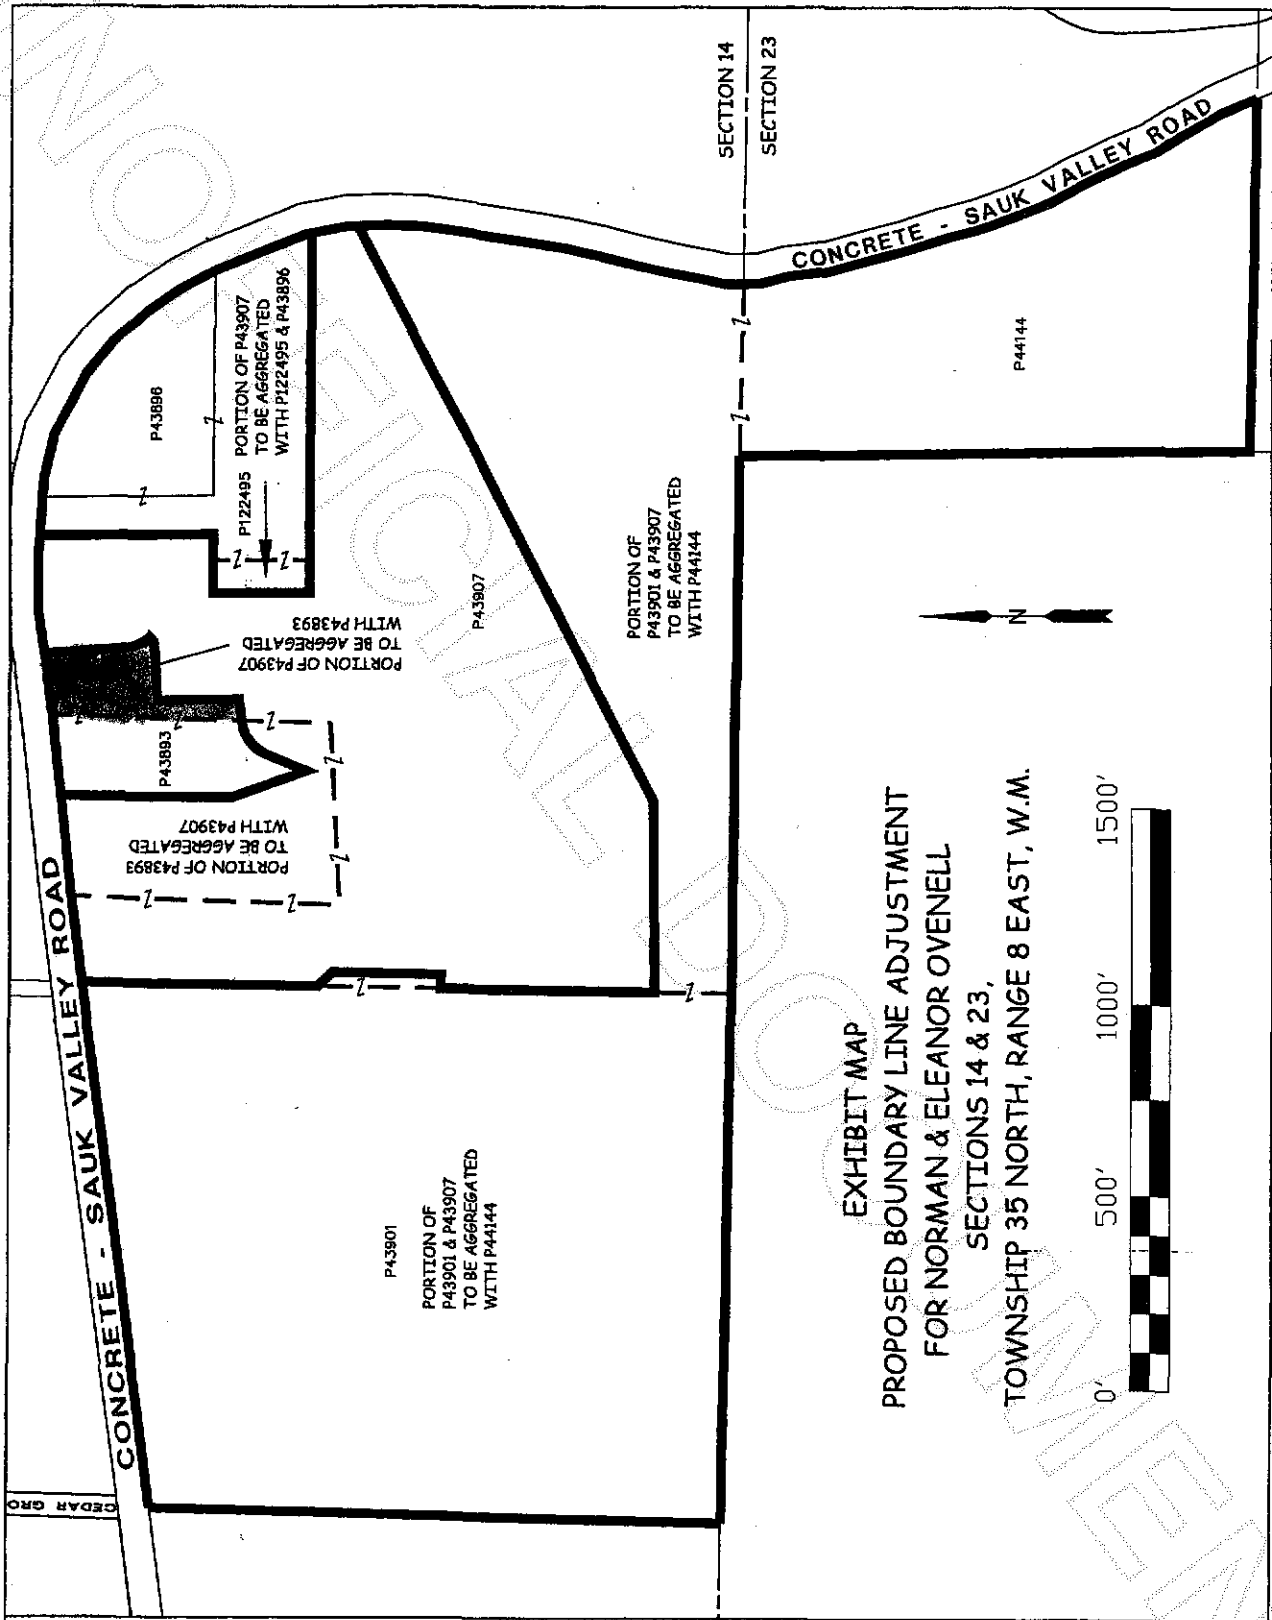 SECTION 14
SECTION 23
CONCRETE - SAUK VALLEY ROAD
P43898
P122495
PORTION OF P43907
TO BE AGGREGATED
WITH P122495 & P43896
PORTION OF P43907
TO BE AGGREGATED
WITH P43893
P43893
PORTION OF P43893
TO BE AGGREGATED
WITH P43907
P43907
PORTION OF
P43901 & P43907
TO BE AGGREGATED
WITH P44144
P44144
CONCRETE - SAUK VALLEY ROAD
CEDAR GRO
P43901
PORTION OF
P43901 & P43907
TO BE AGGREGATED
WITH P44144
N
EXHIBIT MAP
PROPOSED BOUNDARY LINE ADJUSTMENT
FOR NORMAN & ELEANOR OVENELL
SECTIONS 14 & 23,
TOWNSHIP 35 NORTH, RANGE 8 EAST, W.M.
0' 500' 1000' 1500'
UNOFFICIAL DOCUMEN